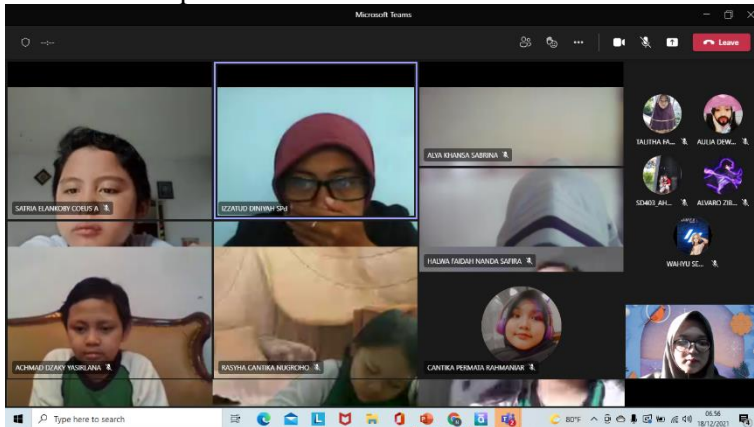 Microsoft Teams
--:--
Leave
SATRIA ELANKOBY COEUS A
IZZATUD DINIYAH SPd
ALYA KHANSA SABRINA
HALWA FAIDAH NANDA SAFIRA
TALITHA FA...
AULIA DEW...
SD403_AH...
ALVARO ZIB...
WAHYU SE...
ACHMAD DZAKY YASIRLANA
RASYHA CANTIKA NUGROHO
CANTIKA PERMATA RAHMANIAR
Type here to search
80°F
06.56
18/12/2021